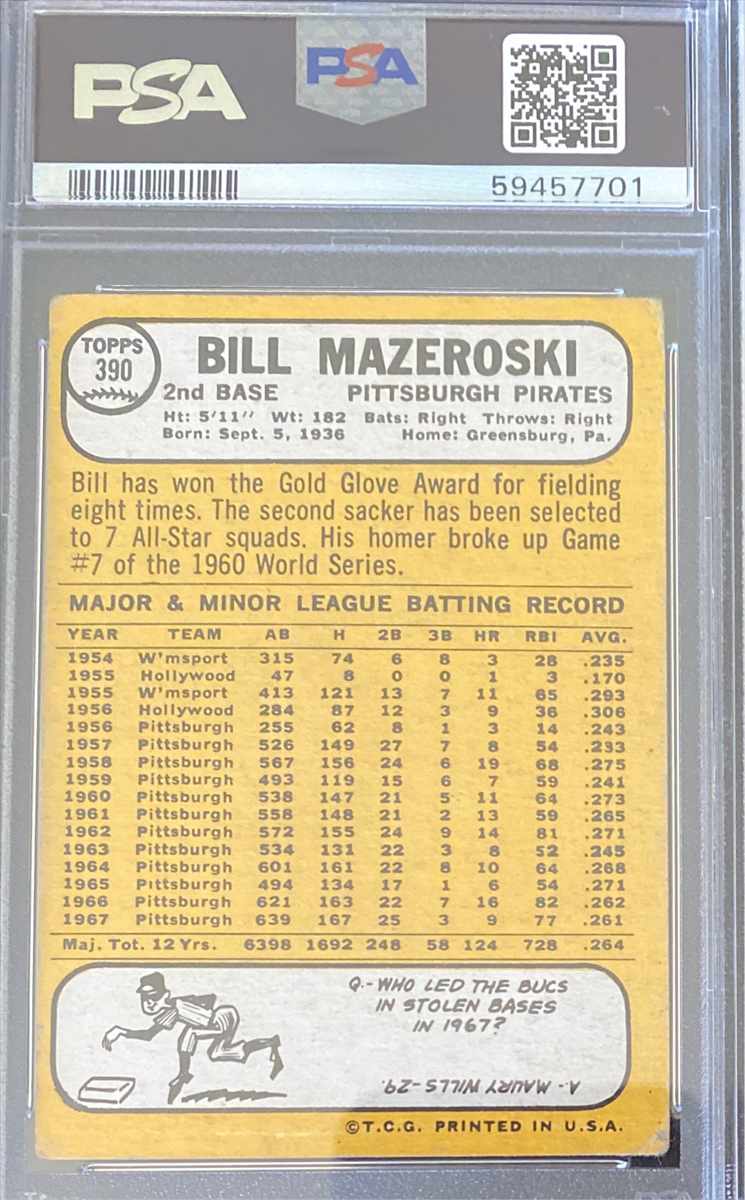 PSA PSA
59457701
TOPPS
390
BILL MAZEROSKI
2nd BASE PITTSBURGH PIRATES
Ht: 5'11" Wt: 182 Bats: Right Throws: Right
Born: Sept. 5, 1936 Home: Greensburg, Pa.
Bill has won the Gold Glove Award for fielding
eight times. The second sacker has been selected
to 7 All-Star squads. His homer broke up Game
#7 of the 1960 World Series.
MAJOR & MINOR LEAGUE BATTING RECORD
YEAR TEAM AB H 2B 3B HR RBI AVG.
1954 W'msport 315 74 6 8 3 28 .235
1955 Hollywood 47 8 0 0 1 3 .170
1955 W'msport 413 121 13 7 11 65 .293
1956 Hollywood 284 87 12 3 9 36 .306
1956 Pittsburgh 255 62 8 1 3 14 .243
1957 Pittsburgh 526 149 27 7 8 54 .233
1958 Pittsburgh 567 156 24 6 19 68 .275
1959 Pittsburgh 493 119 15 6 7 59 .241
1960 Pittsburgh 538 147 21 5 11 64 .273
1961 Pittsburgh 558 148 21 2 13 59 .265
1962 Pittsburgh 572 155 24 9 14 81 .271
1963 Pittsburgh 534 131 22 3 8 52 .245
1964 Pittsburgh 601 161 22 8 10 64 .268
1965 Pittsburgh 494 134 17 1 6 54 .271
1966 Pittsburgh 621 163 22 7 16 82 .262
1967 Pittsburgh 639 167 25 3 9 77 .261
Maj. Tot. 12 Yrs. 6398 1692 248 58 124 728 .264
Q.-WHO LED THE BUCS
IN STOLEN BASES
IN 1967?
A.-MAURY WILLS-29.
©T.C.G. PRINTED IN U.S.A.